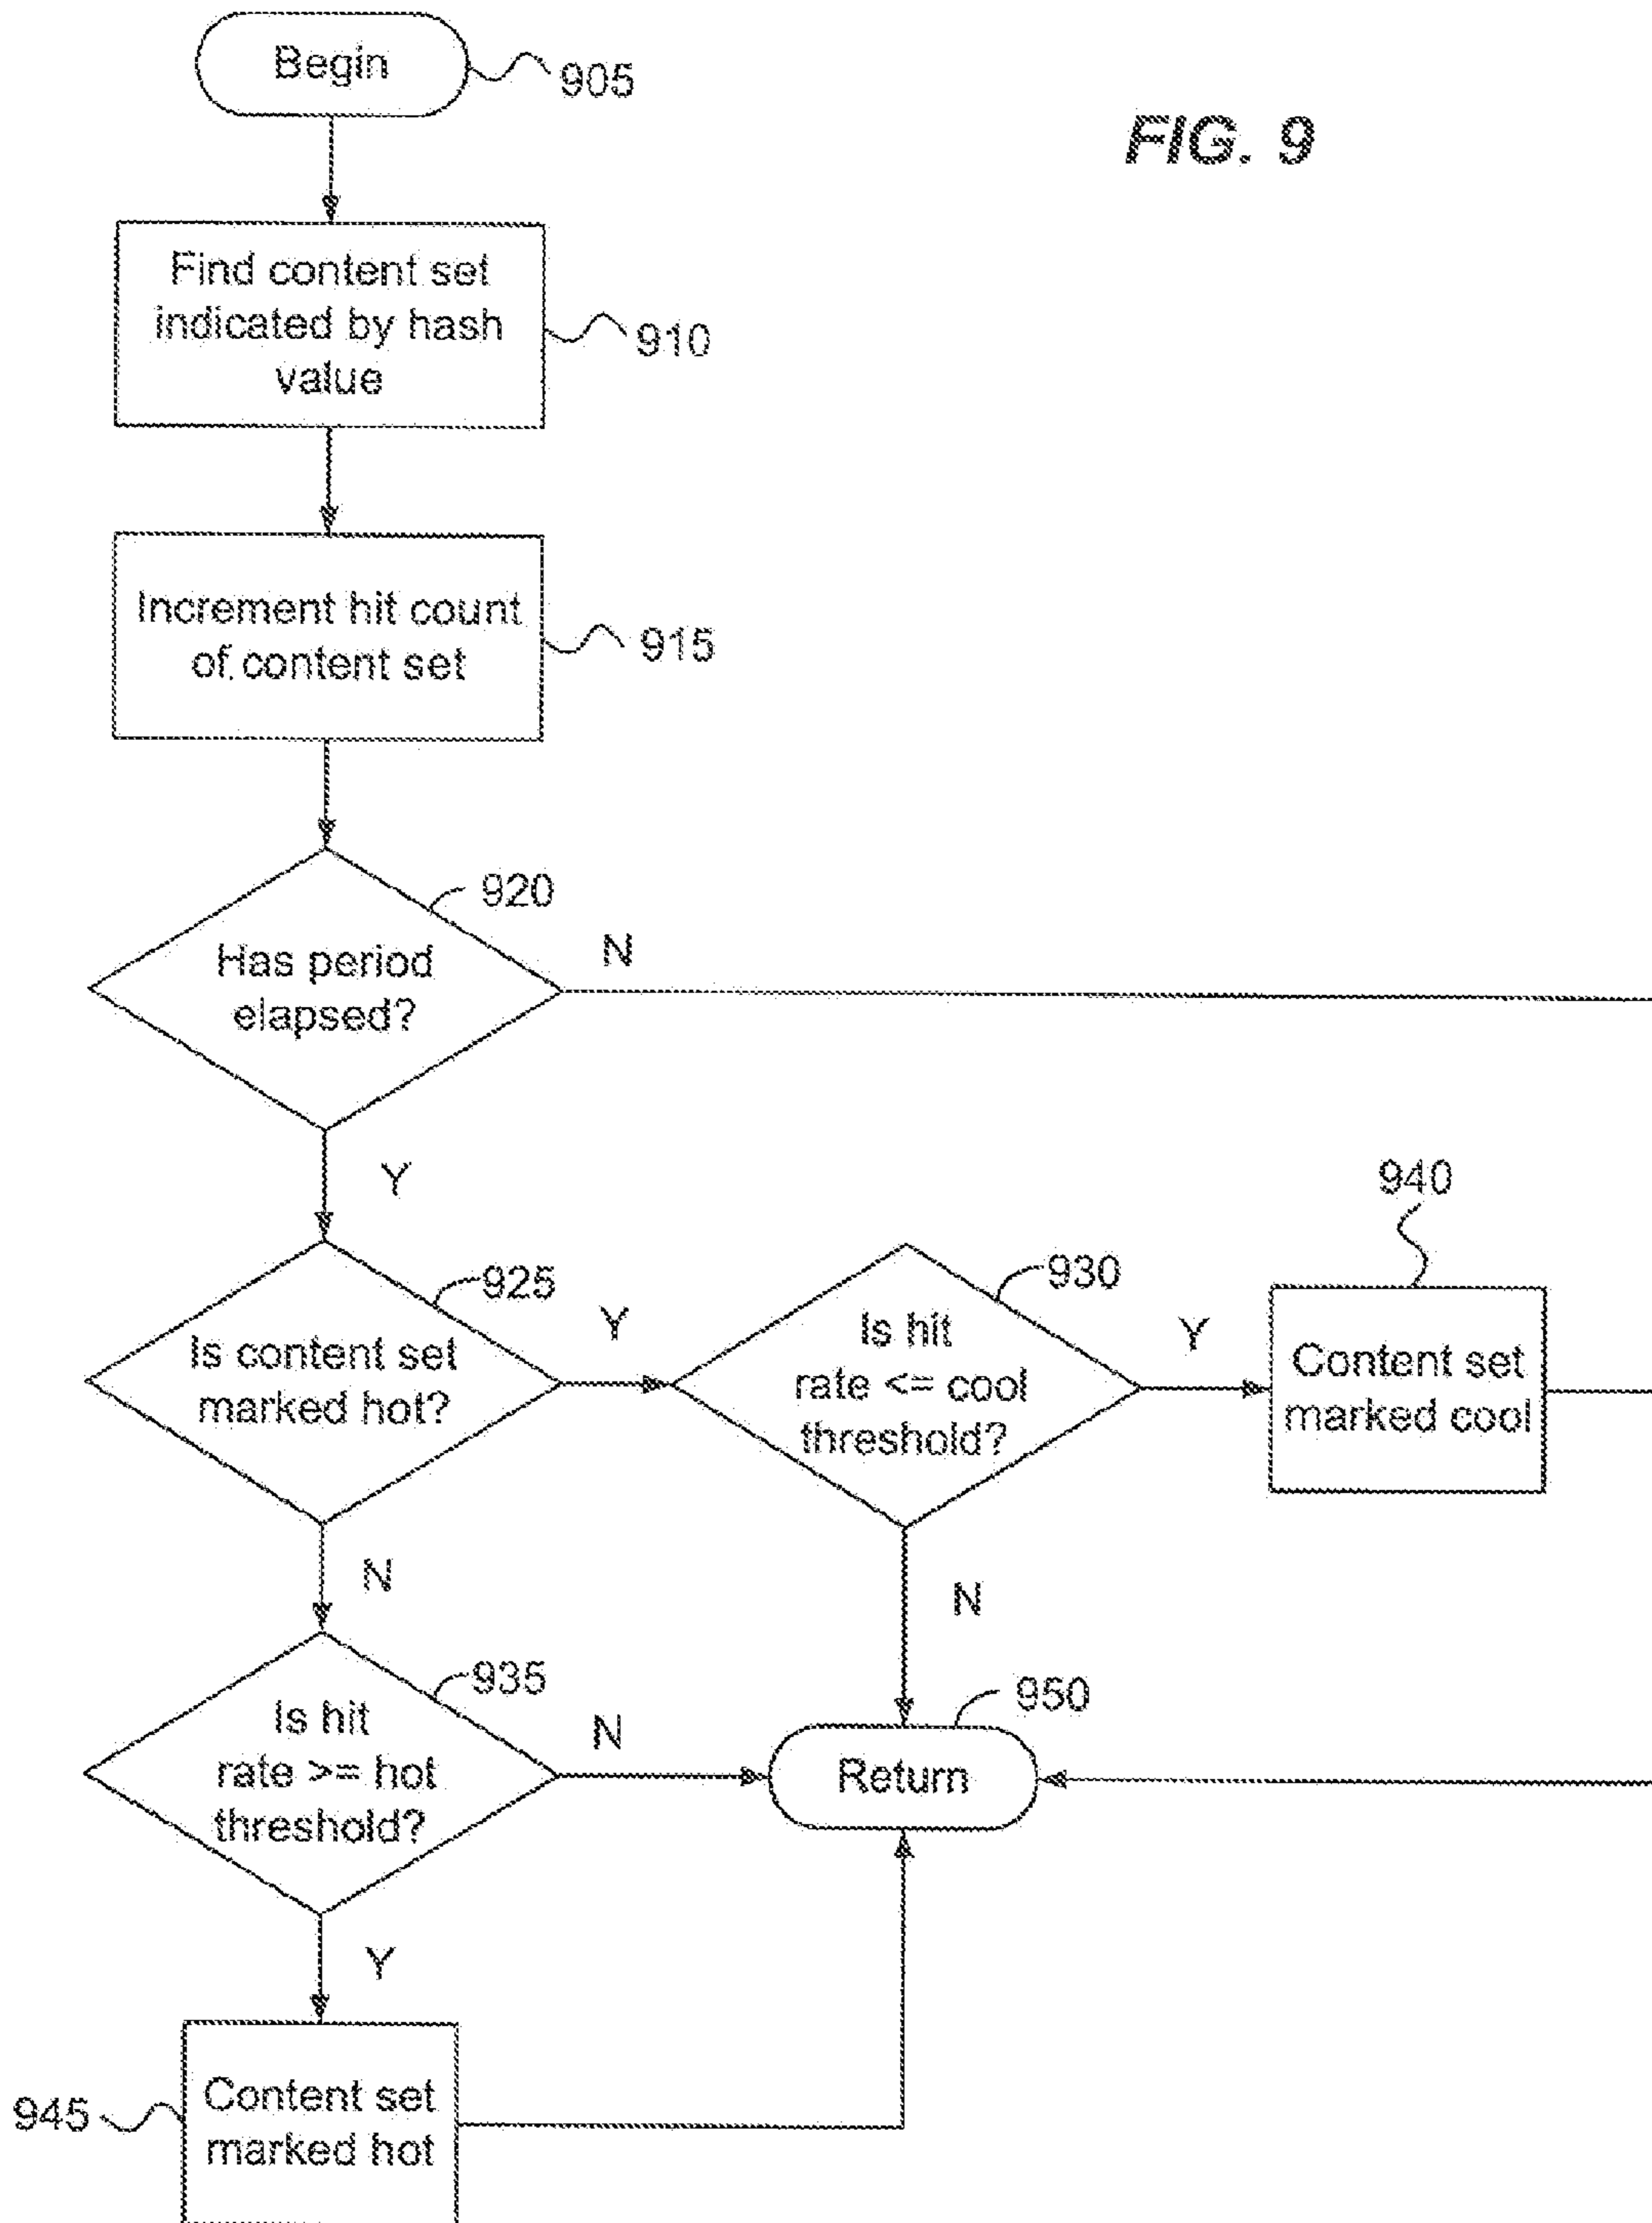 Begin
905
FIG. 9
Find content set
indicated by hash
value
910
Increment hit count
of content set
915
920
Has period
elapsed?
N
Y
925
Is content set
marked hot?
Y
930
Is hit
rate <= cool
threshold?
Y
940
Content set
marked cool
N
N
935
Is hit
rate >= hot
threshold?
N
950
Return
Y
945
Content set
marked hot